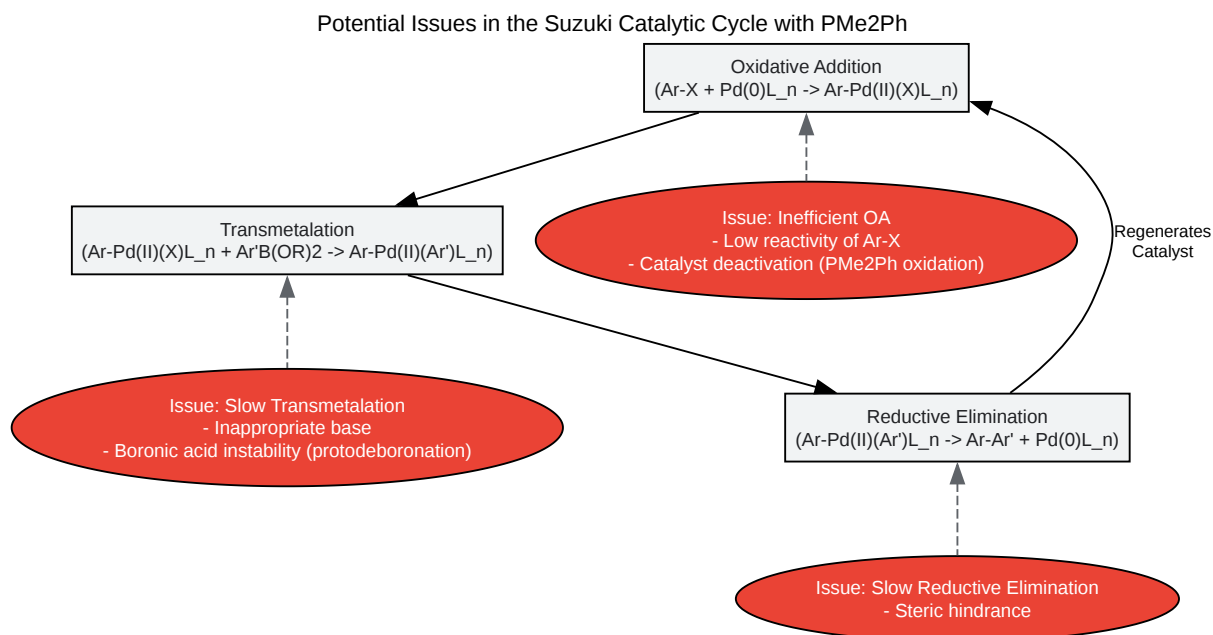 Potential Issues in the Suzuki Catalytic Cycle with PMe2Ph
Oxidative Addition
(Ar-X + Pd(0)L_n -> Ar-Pd(II)(X)L_n)
Issue: Inefficient OA
- Low reactivity of Ar-X
- Catalyst deactivation (PMe2Ph oxidation)
Regenerates
Catalyst
Transmetalation
(Ar-Pd(II)(X)L_n + Ar'B(OR)2 -> Ar-Pd(II)(Ar')L_n)
Issue: Slow Transmetalation
- Inappropriate base
- Boronic acid instability (protodeboronation)
Reductive Elimination
(Ar-Pd(II)(Ar')L_n -> Ar-Ar' + Pd(0)L_n)
Issue: Slow Reductive Elimination
- Steric hindrance